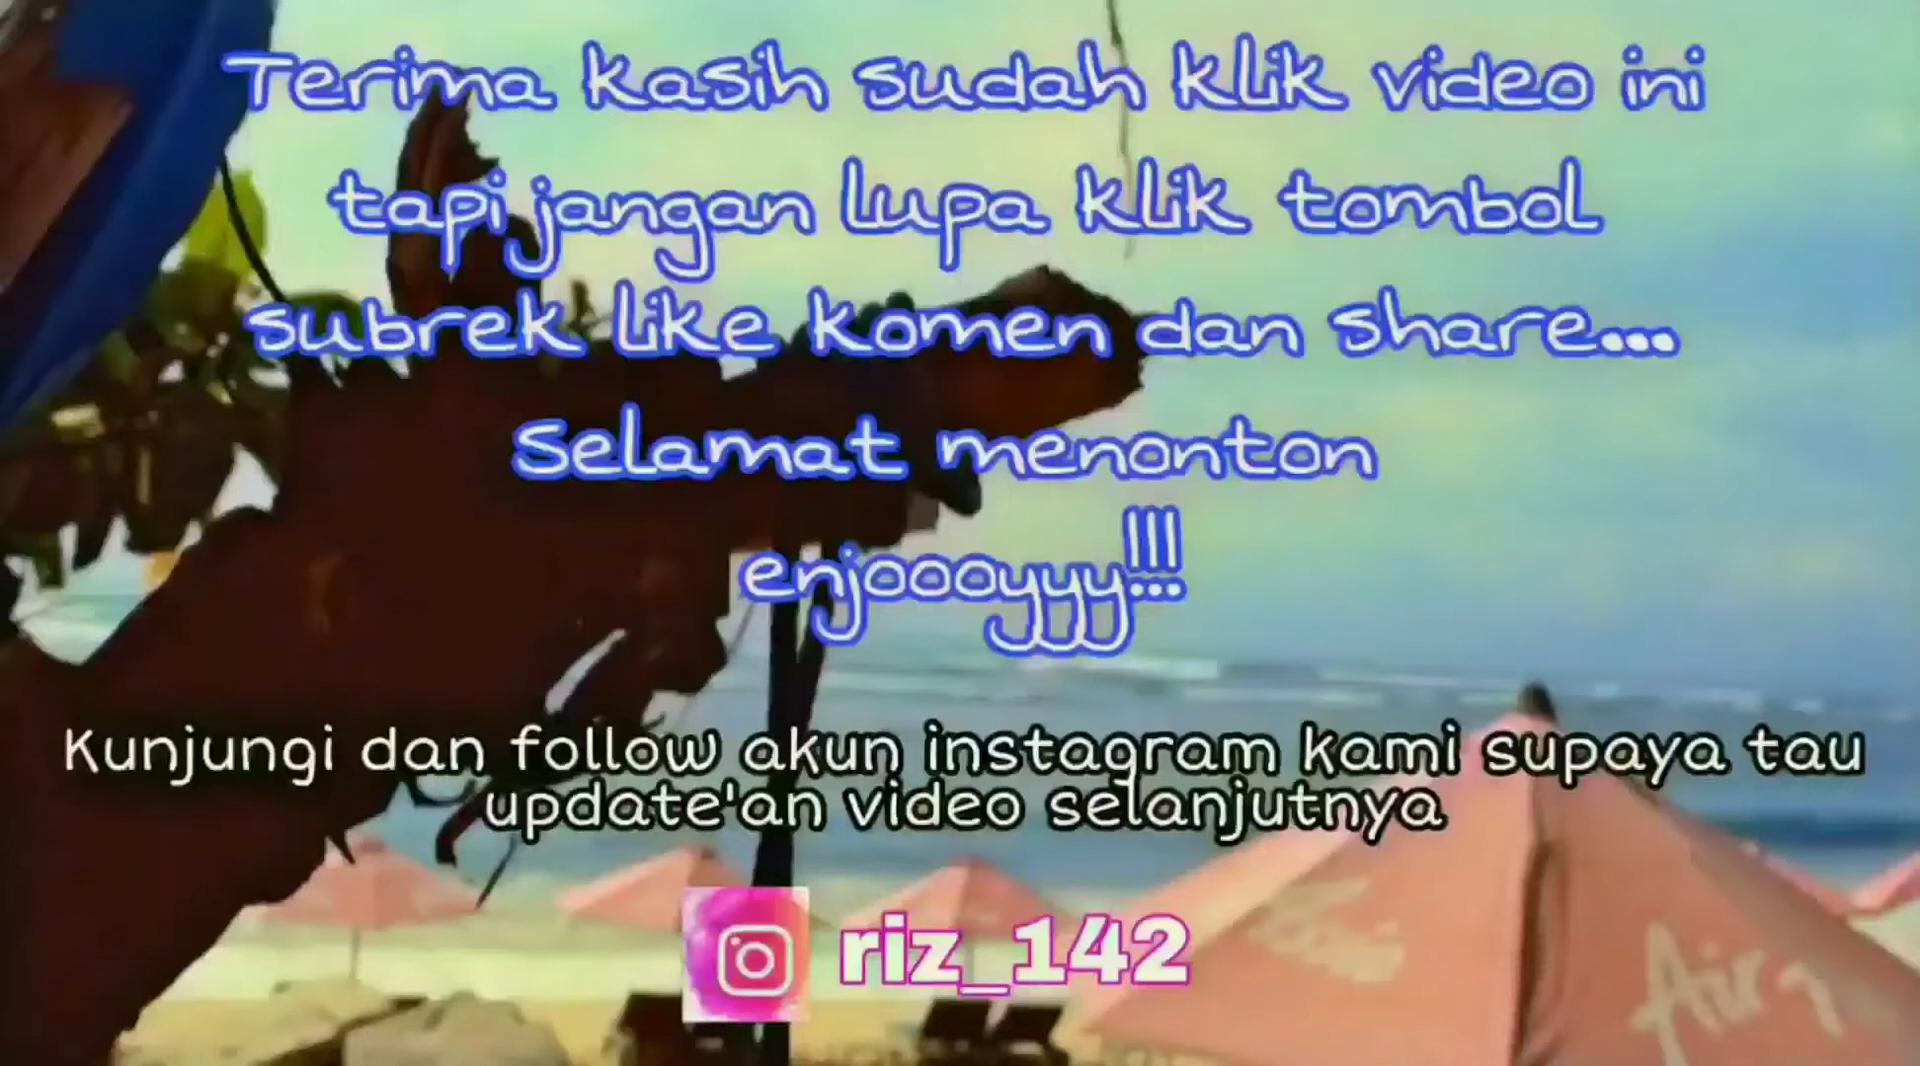 Terima kasih sudah klik video ini
tapi jangan lupa klik tombol
subrek like komen dan share...
Selamat menonton
enjoooyyy!!!
Kunjungi dan follow akun instagram kami supaya tau
update'an video selanjutnya
riz_142
Air